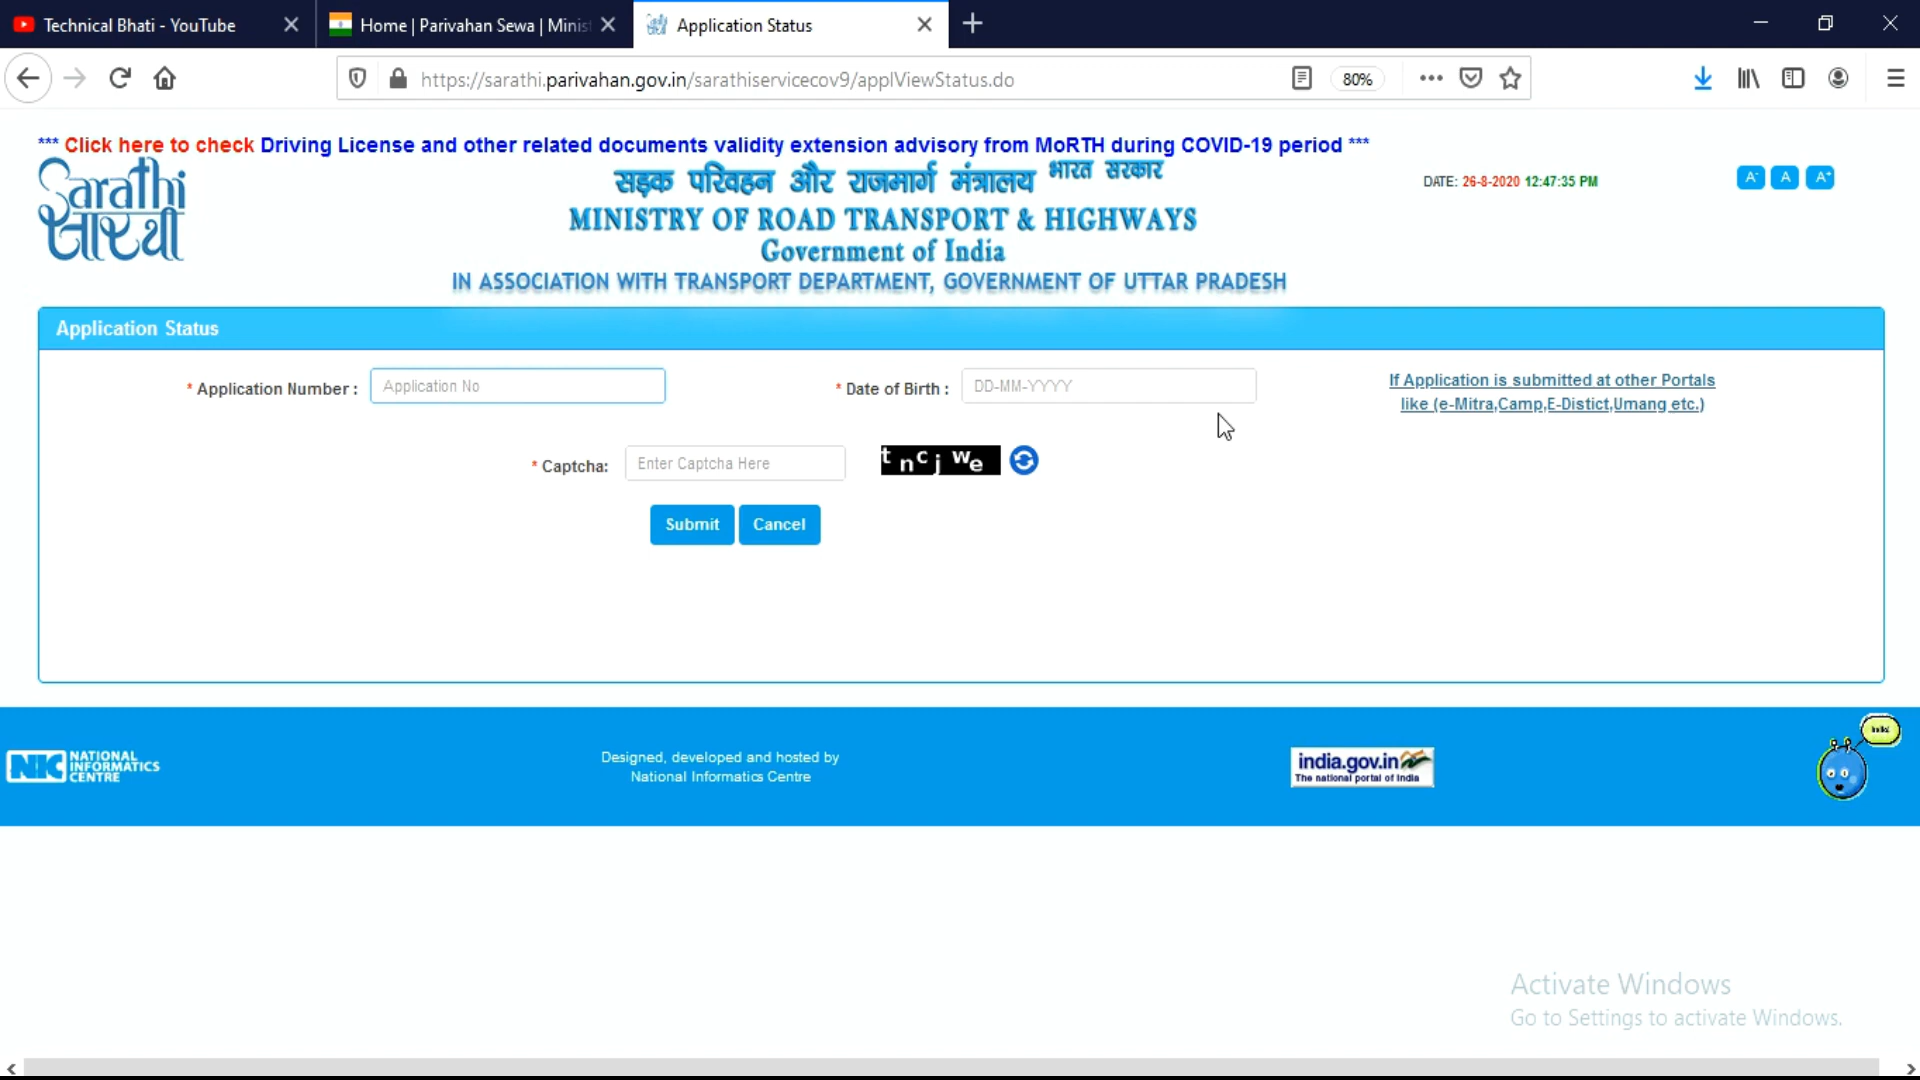 Technical Bhati - YouTube
Home | Parivahan Sewa | Minis
Application Status
https://sarathi.parivahan.gov.in/sarathiservicecov9/applViewStatus.do
80%
*** Click here to check Driving License and other related documents validity extension advisory from MoRTH during COVID-19 period ***
Sarathi
सारथी
सड़क परिवहन और राजमार्ग मंत्रालय भारत सरकार
MINISTRY OF ROAD TRANSPORT & HIGHWAYS
Government of India
IN ASSOCIATION WITH TRANSPORT DEPARTMENT, GOVERNMENT OF UTTAR PRADESH
DATE: 26-8-2020 12:47:35 PM
A- A A+
Application Status
* Application Number : Application No
* Date of Birth : DD-MM-YYYY
If Application is submitted at other Portals
like (e-Mitra,Camp,E-Distict,Umang etc.)
* Captcha: Enter Captcha Here
tncjwe
Submit Cancel
NIC NATIONAL
INFORMATICS
CENTRE
Designed, developed and hosted by
National Informatics Centre
india.gov.in
The national portal of India
hello!
Activate Windows
Go to Settings to activate Windows.